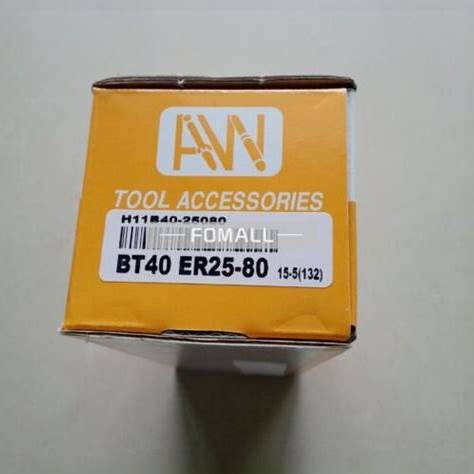 AW
TOOL ACCESSORIES
H11B40-25080
FOMALL
BT40 ER25-80 15-5(132)